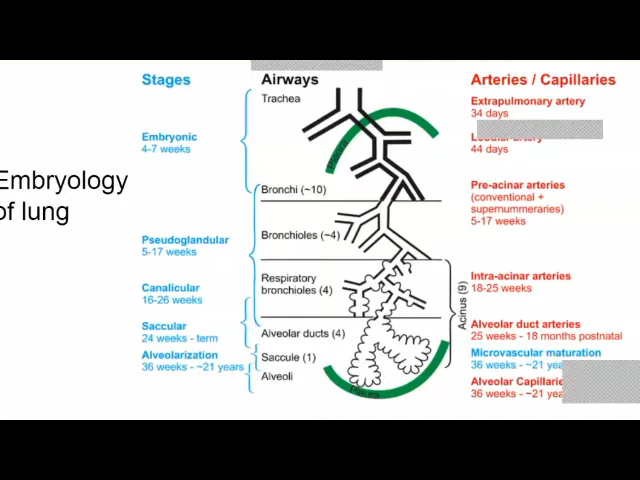 Embryology
of lung
Stages
Embryonic
4-7 weeks
Pseudoglandular
5-17 weeks
Canalicular
16-26 weeks
Saccular
24 weeks - term
Alveolarization
36 weeks - ~21 years
Airways
Trachea
Bronchi (~10)
Bronchioles (~4)
Respiratory
bronchioles (4)
Alveolar ducts (4)
Saccule (1)
Alveoli
Pleura
Acinus (9)
Arteries / Capillaries
Extrapulmonary artery
34 days
44 days
Pre-acinar arteries
(conventional +
supernummeraries)
5-17 weeks
Intra-acinar arteries
18-25 weeks
Alveolar duct arteries
25 weeks - 18 months postnatal
Microvascular maturation
36 weeks - ~21
Alveolar
36 weeks - ~21